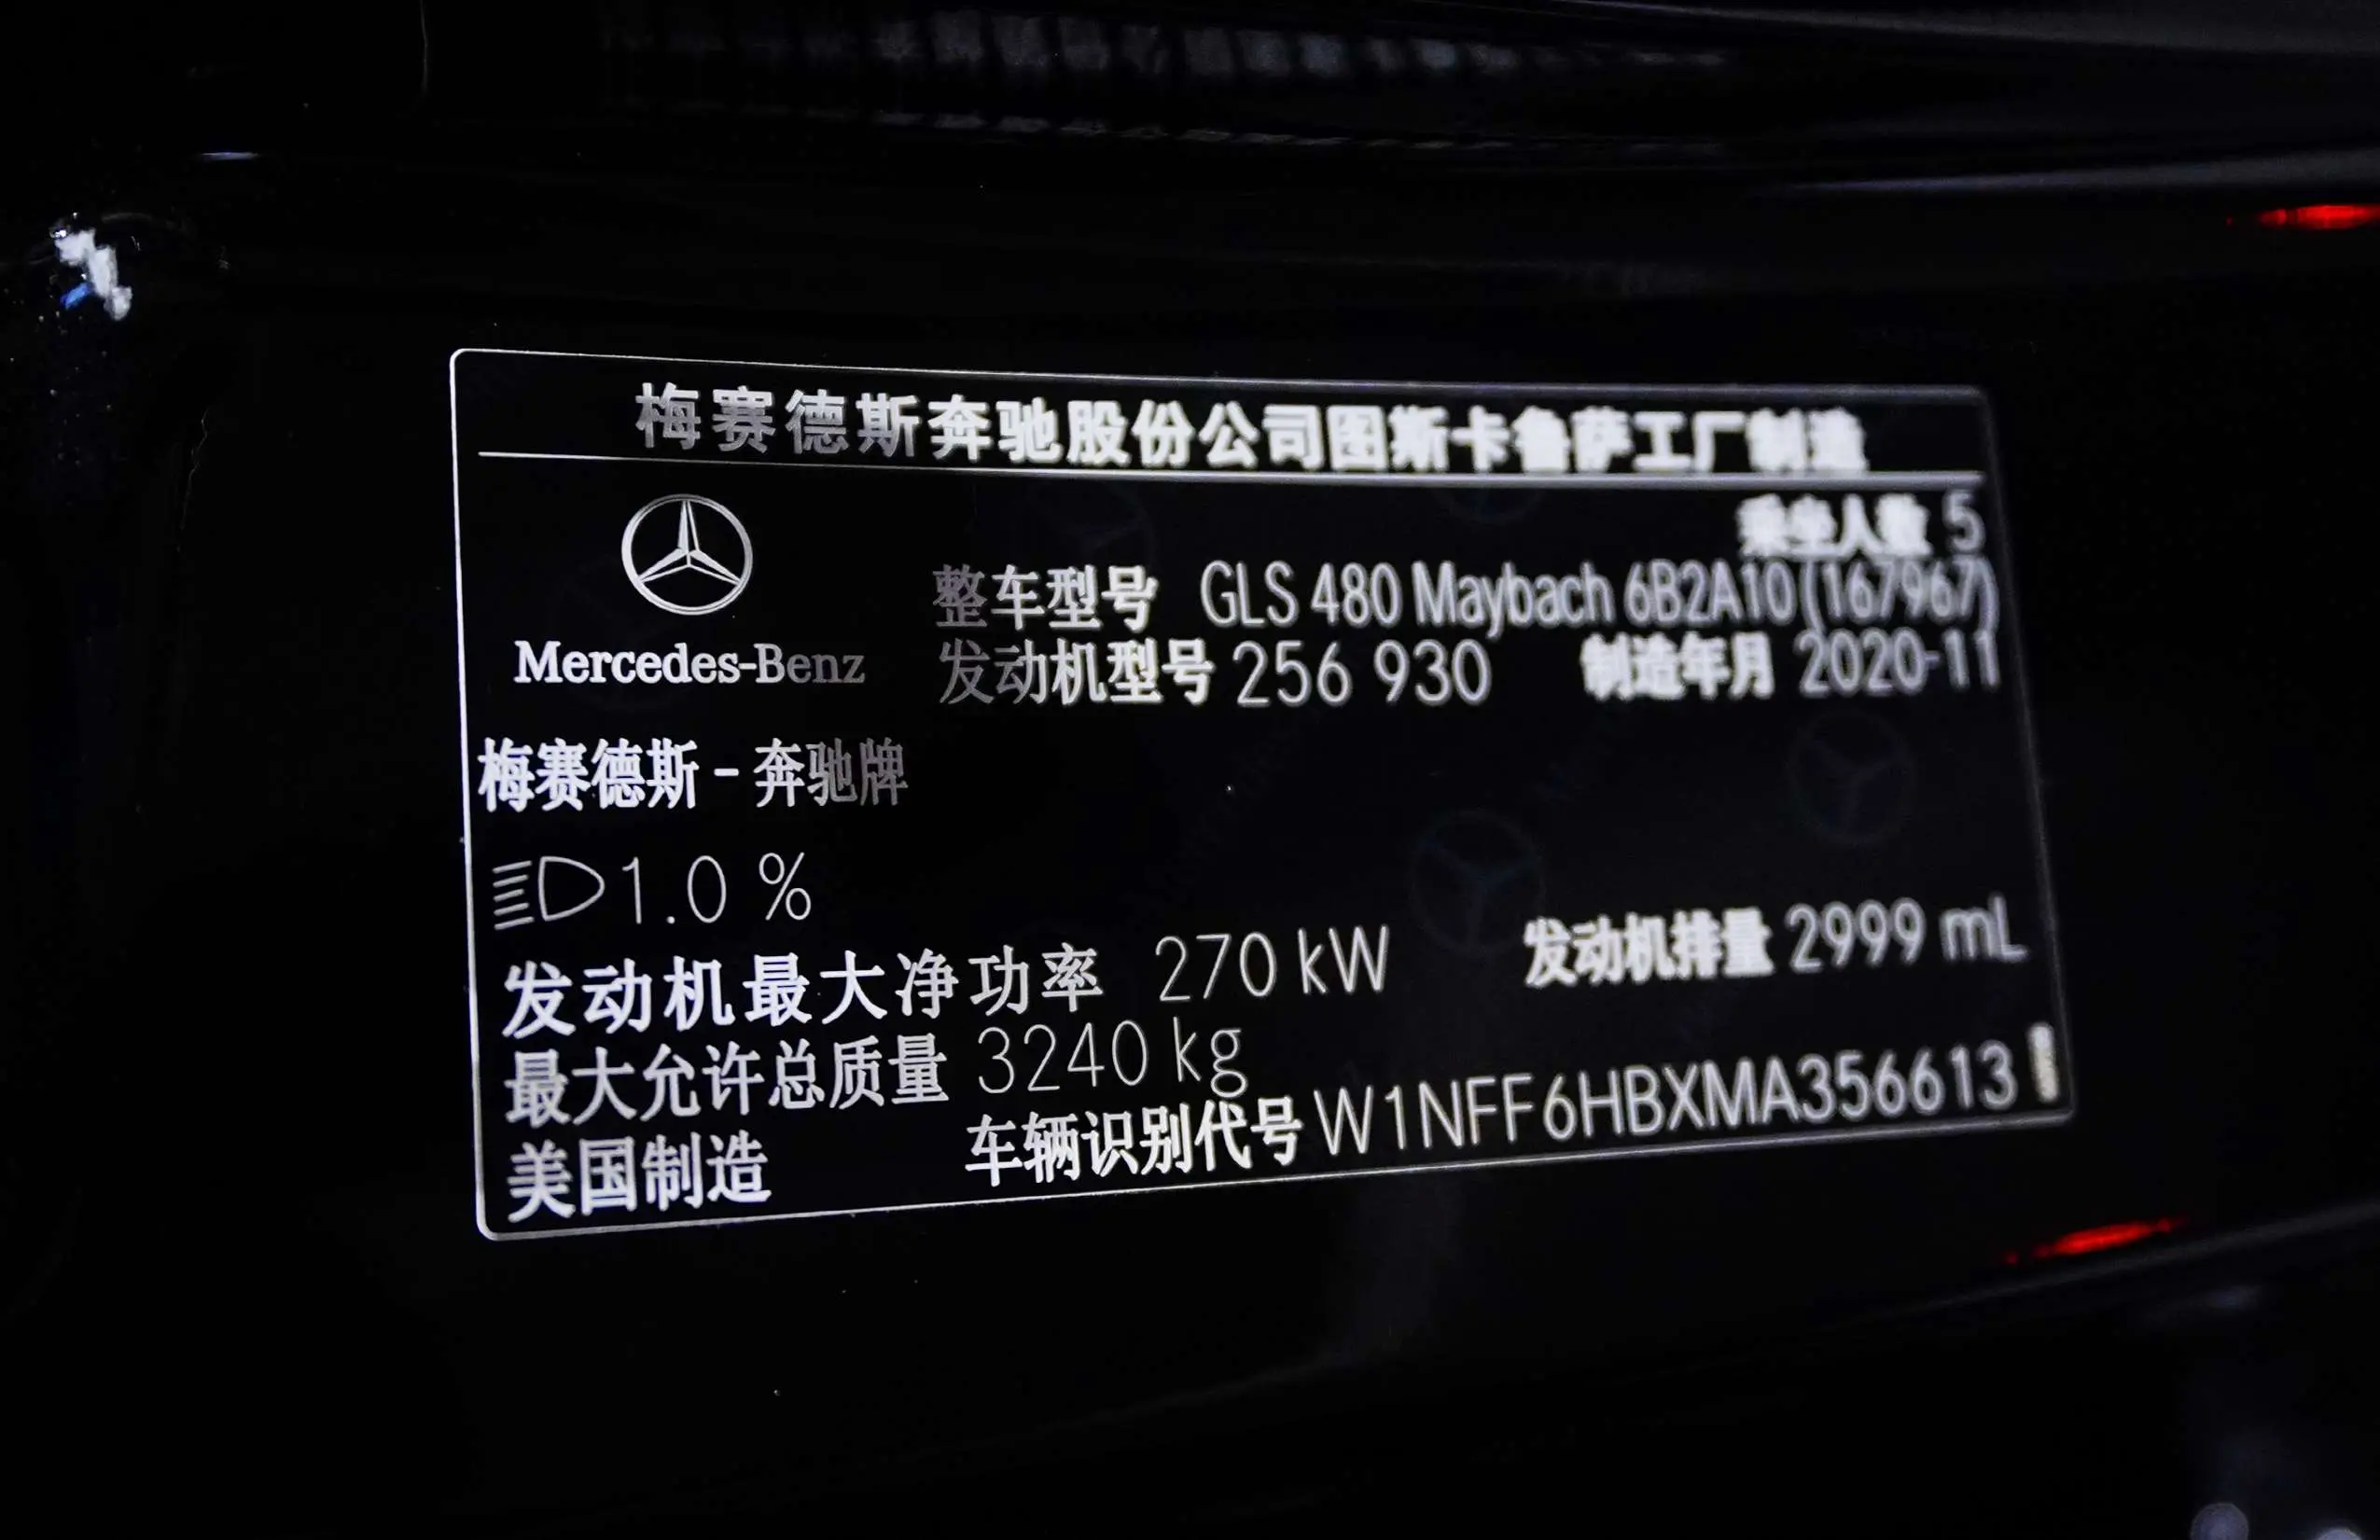 梅赛德斯奔驰股份公司图斯卡鲁萨工厂制造
乘坐人数 5
整车型号 GLS 480 Maybach 6B2A10(167967)
Mercedes-Benz
发动机型号 256 930 制造年月 2020-11
梅赛德斯-奔驰牌
1.0 %
发动机最大净功率 270 kW 发动机排量 2999 mL
最大允许总质量 3240 kg
美国制造 车辆识别代号 W1NFF6HBXMA356613